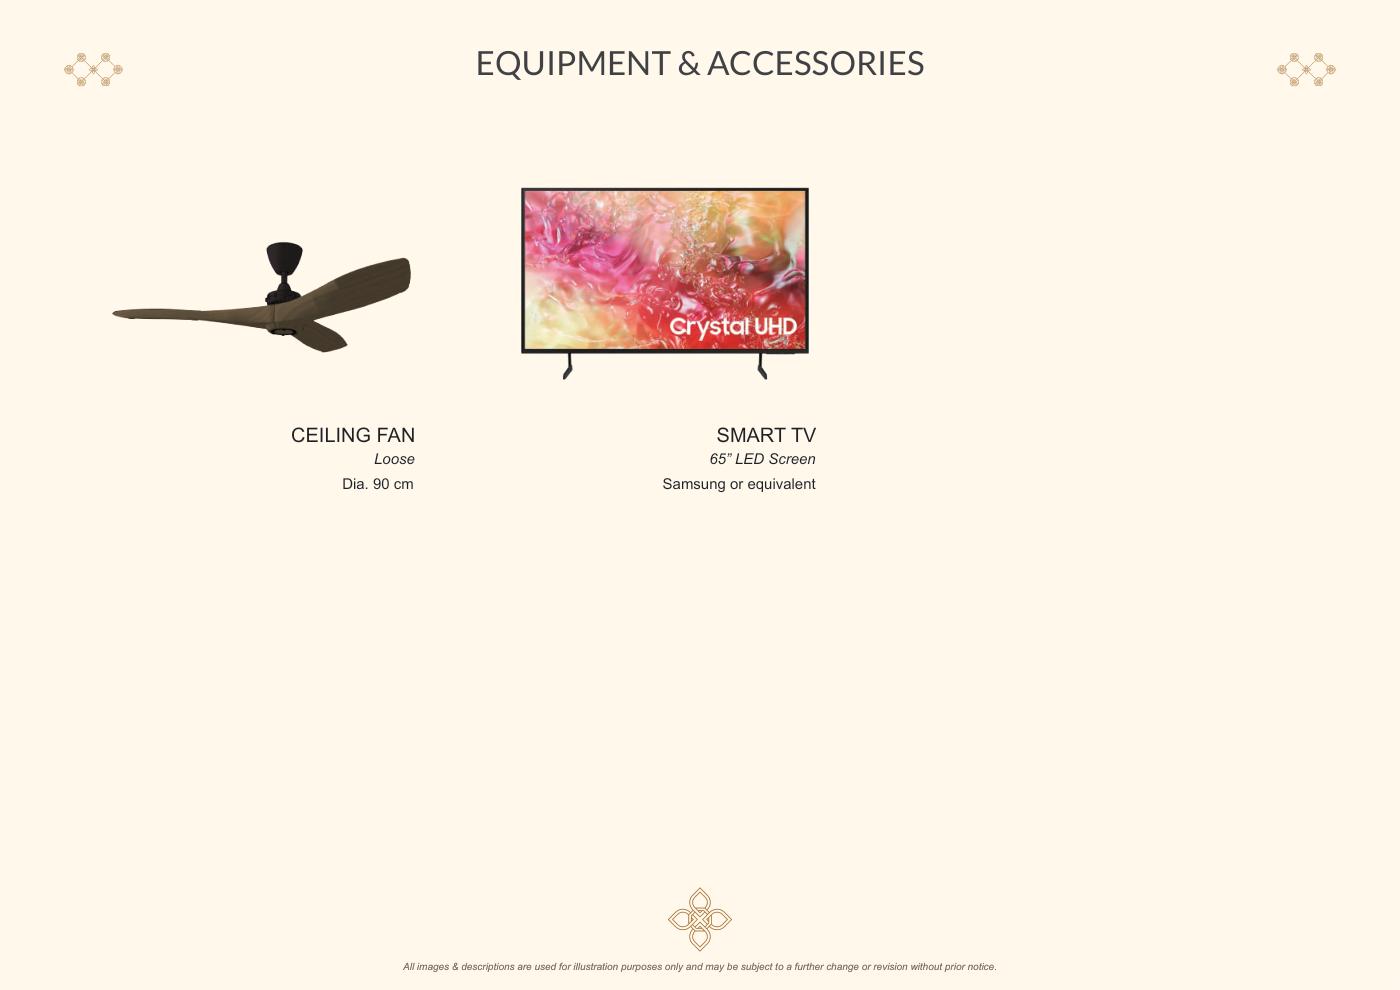 EQUIPMENT & ACCESSORIES
Crystal UHD
CEILING FAN
Loose
Dia. 90 cm
SMART TV
65” LED Screen
Samsung or equivalent
All images & descriptions are used for illustration purposes only and may be subject to a further change or revision without prior notice.